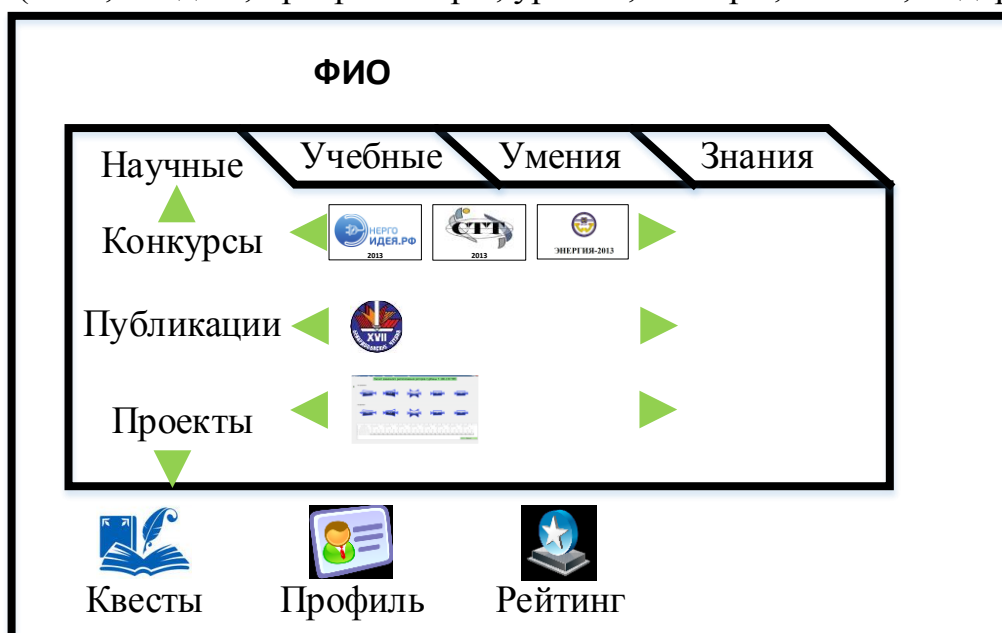 ФИО
Научные Учебные Умения Знания
Конкурсы
НЕРГО
ИДЕЯ.РФ
2013
СТТ
2013
ЭНЕРГИЯ-2013
Публикации
XVII
Проекты
Квесты Профиль Рейтинг